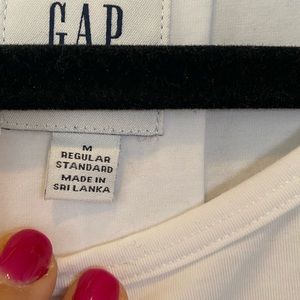 GAP
M
REGULAR
STANDARD
MADE IN
SRI LANKA